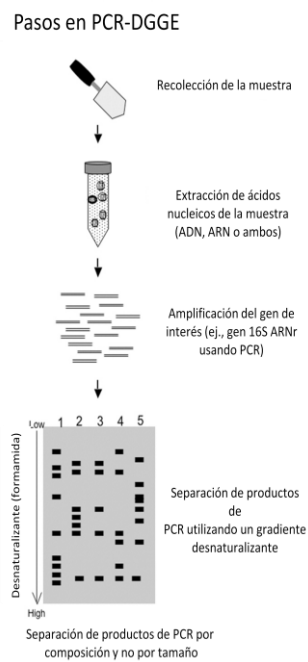 Pasos en PCR-DGGE
Recolección de la muestra
Extracción de ácidos
nucleicos de la muestra
(ADN, ARN o ambos)
Amplificación del gen de
interés (ej., gen 16S ARNr
usando PCR)
Low
1 2 3 4 5
Desnaturalizante (formamida)
High
Separación de productos
de
PCR utilizando un gradiente
desnaturalizante
Separación de productos de PCR por
composición y no por tamaño